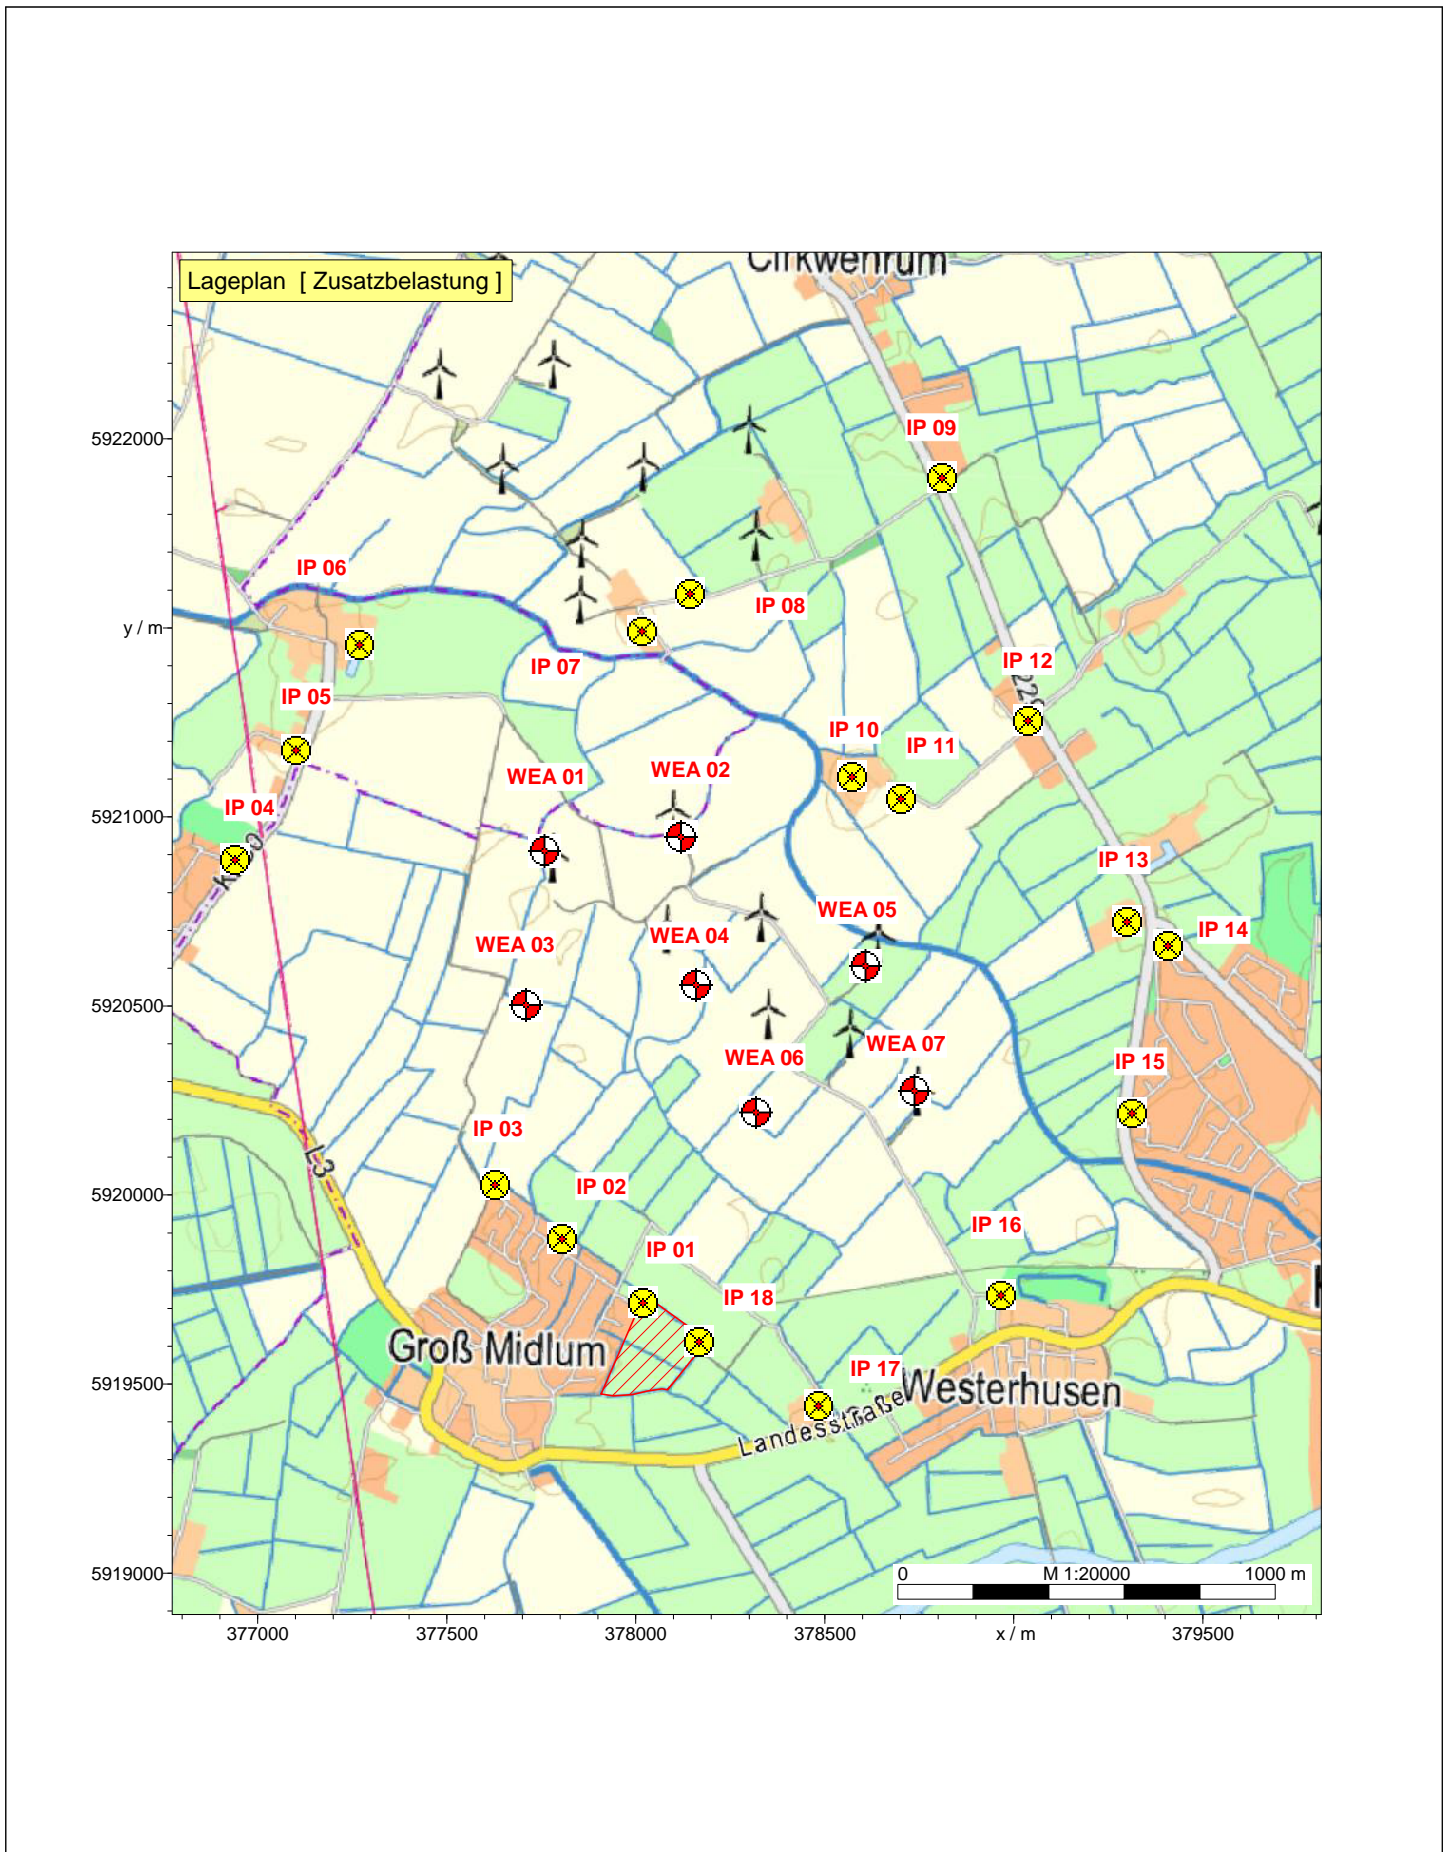 Cirkwehrum
Lageplan [ Zusatzbelastung ]
IP 09
5922000
IP 06
IP 08
y / m
IP 07
IP 12
IP 05
IP 10
IP 11
WEA 01
WEA 02
IP 04
5921000
IP 13
WEA 05
IP 14
WEA 03
WEA 04
5920500
WEA 07
WEA 06
IP 15
IP 03
L3
IP 02
5920000
IP 16
IP 01
IP 18
Groß Midlum
IP 17
Westerhusen
5919500
Landesstraße
5919000
0 M 1:20000 1000 m
377000 377500 378000 378500 x / m 379500